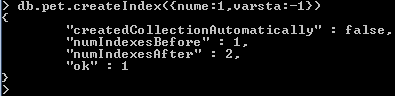 > db.pet.createIndex({nume:1,varsta:-1})
{
"createdCollectionAutomatically" : false,
"numIndexesBefore" : 1,
"numIndexesAfter" : 2,
"ok" : 1
}
>